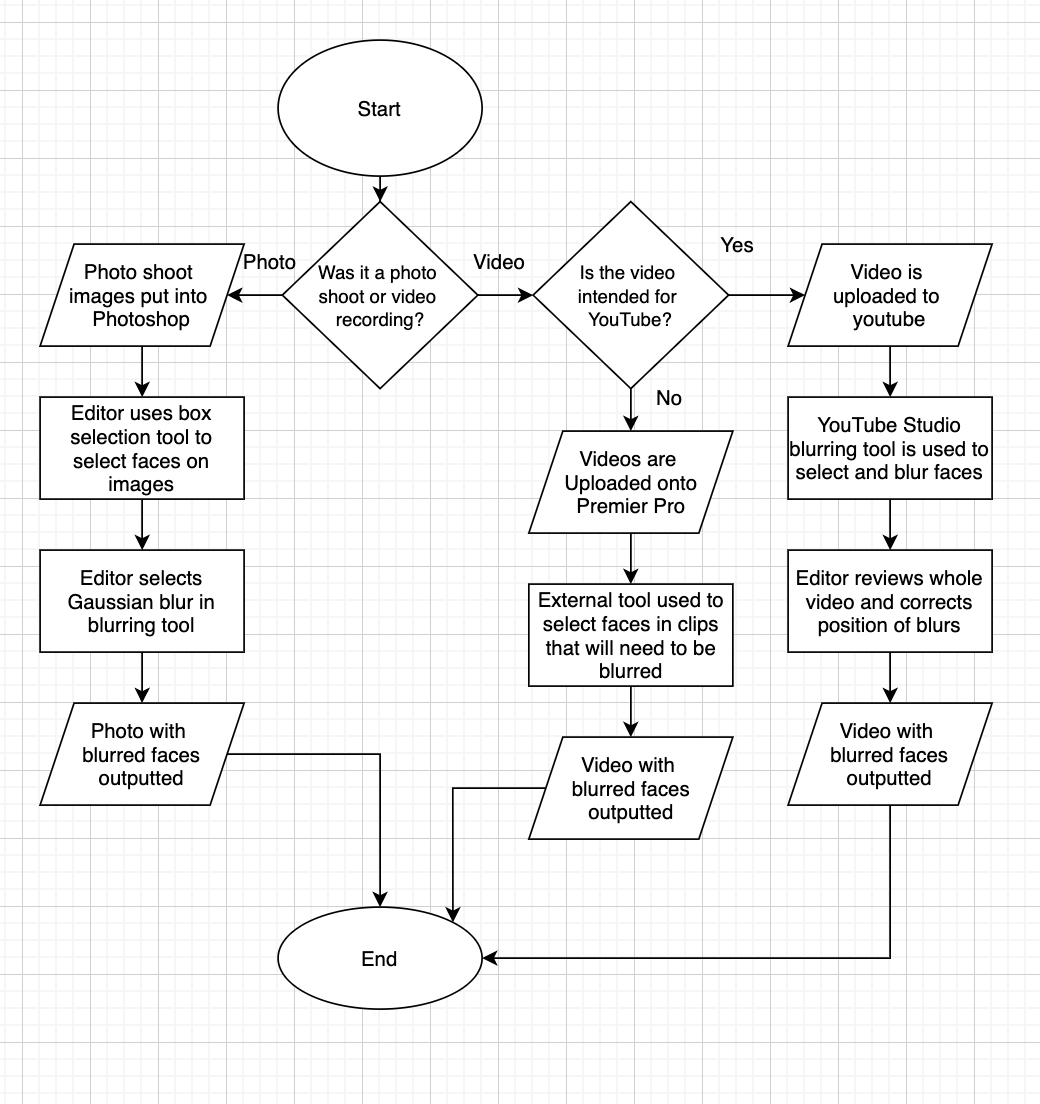 Start
Photo
Was it a photo
shoot or video
recording?
Video
Is the video
intended for
YouTube?
Yes
No
Photo shoot
images put into
Photoshop
Editor uses box
selection tool to
select faces on
images
Editor selects
Gaussian blur in
blurring tool
Photo with
blurred faces
outputted
Videos are
Uploaded onto
Premier Pro
External tool used to
select faces in clips
that will need to be
blurred
Video with
blurred faces
outputted
Video is
uploaded to
youtube
YouTube Studio
blurring tool is used to
select and blur faces
Editor reviews whole
video and corrects
position of blurs
Video with
blurred faces
outputted
End